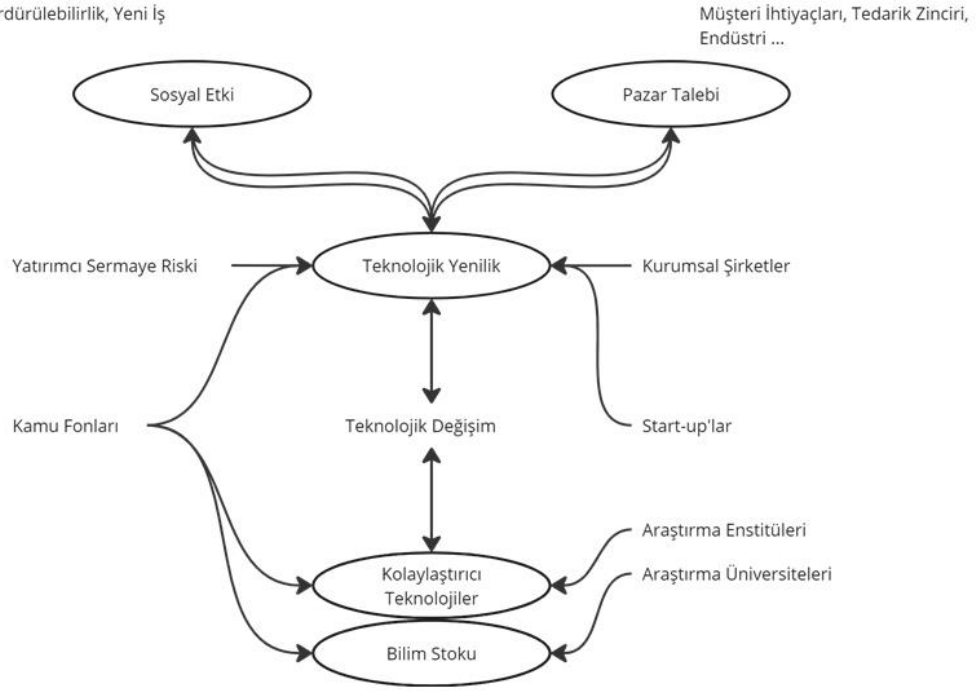 Yeni İş
Müşteri İhtiyaçları, Tedarik Zinciri,
Endüstri ...
Sosyal Etki
Pazar Talebi
Yatırımcı Sermaye Riski
Teknolojik Yenilik
Kurumsal Şirketler
Kamu Fonları
Teknolojik Değişim
Start-up'lar
Araştırma Enstitüleri
Kolaylaştırıcı
Teknolojiler
Araştırma Üniversiteleri
Bilim Stoku